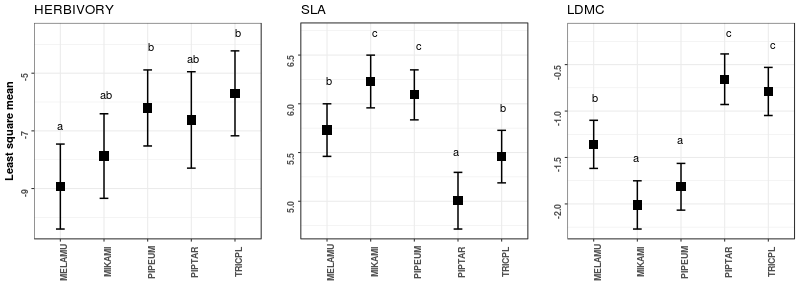 HERBIVORY
SLA
LDMC
Least square mean
-5
-7
-9
a
ab
b
ab
b
MELAMU
MIKAMI
PIPEUM
PIPTAR
TRICPL
6.5
6.0
5.5
5.0
b
c
c
a
b
MELAMU
MIKAMI
PIPEUM
PIPTAR
TRICPL
-0.5
-1.0
-1.5
-2.0
b
a
a
c
c
MELAMU
MIKAMI
PIPEUM
PIPTAR
TRICPL